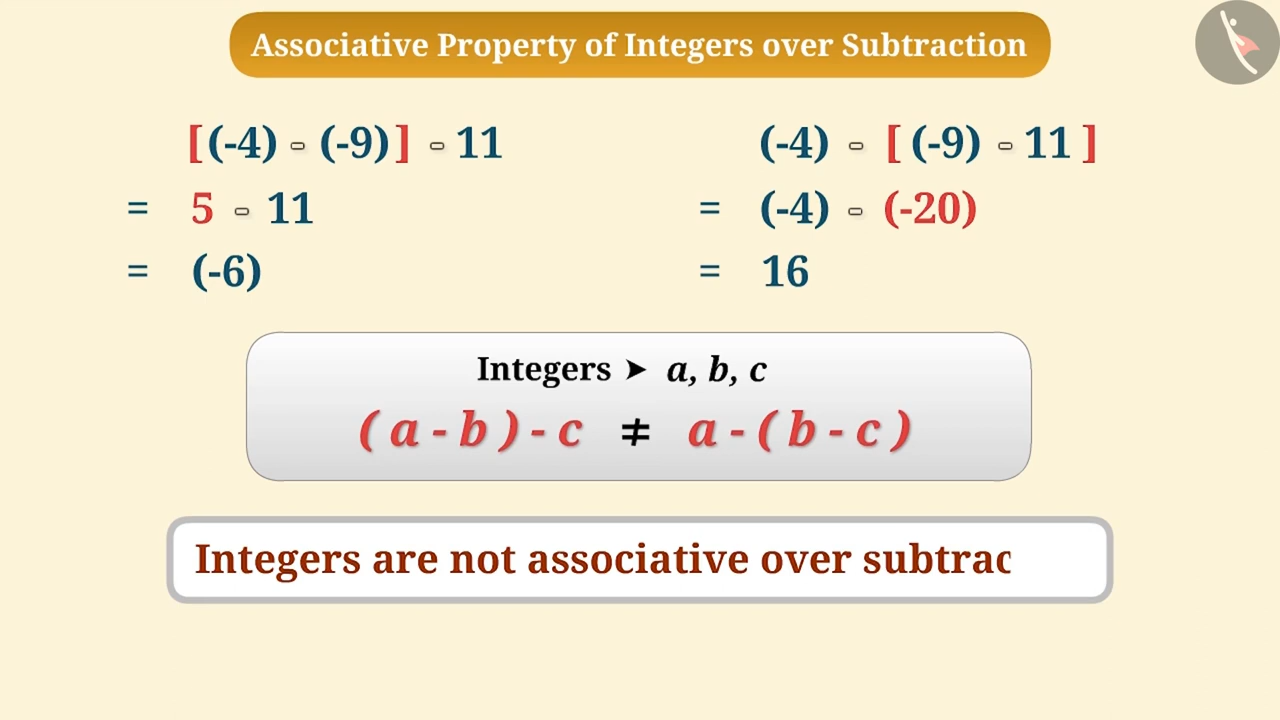 Associative Property of Integers over Subtraction
[(-4) - (-9)] - 11
= 5 - 11
= (-6)
(-4) - [ (-9) - 11 ]
= (-4) - (-20)
= 16
Integers ➤ a, b, c
( a - b ) - c ≠ a - ( b - c )
Integers are not associative over subtrac